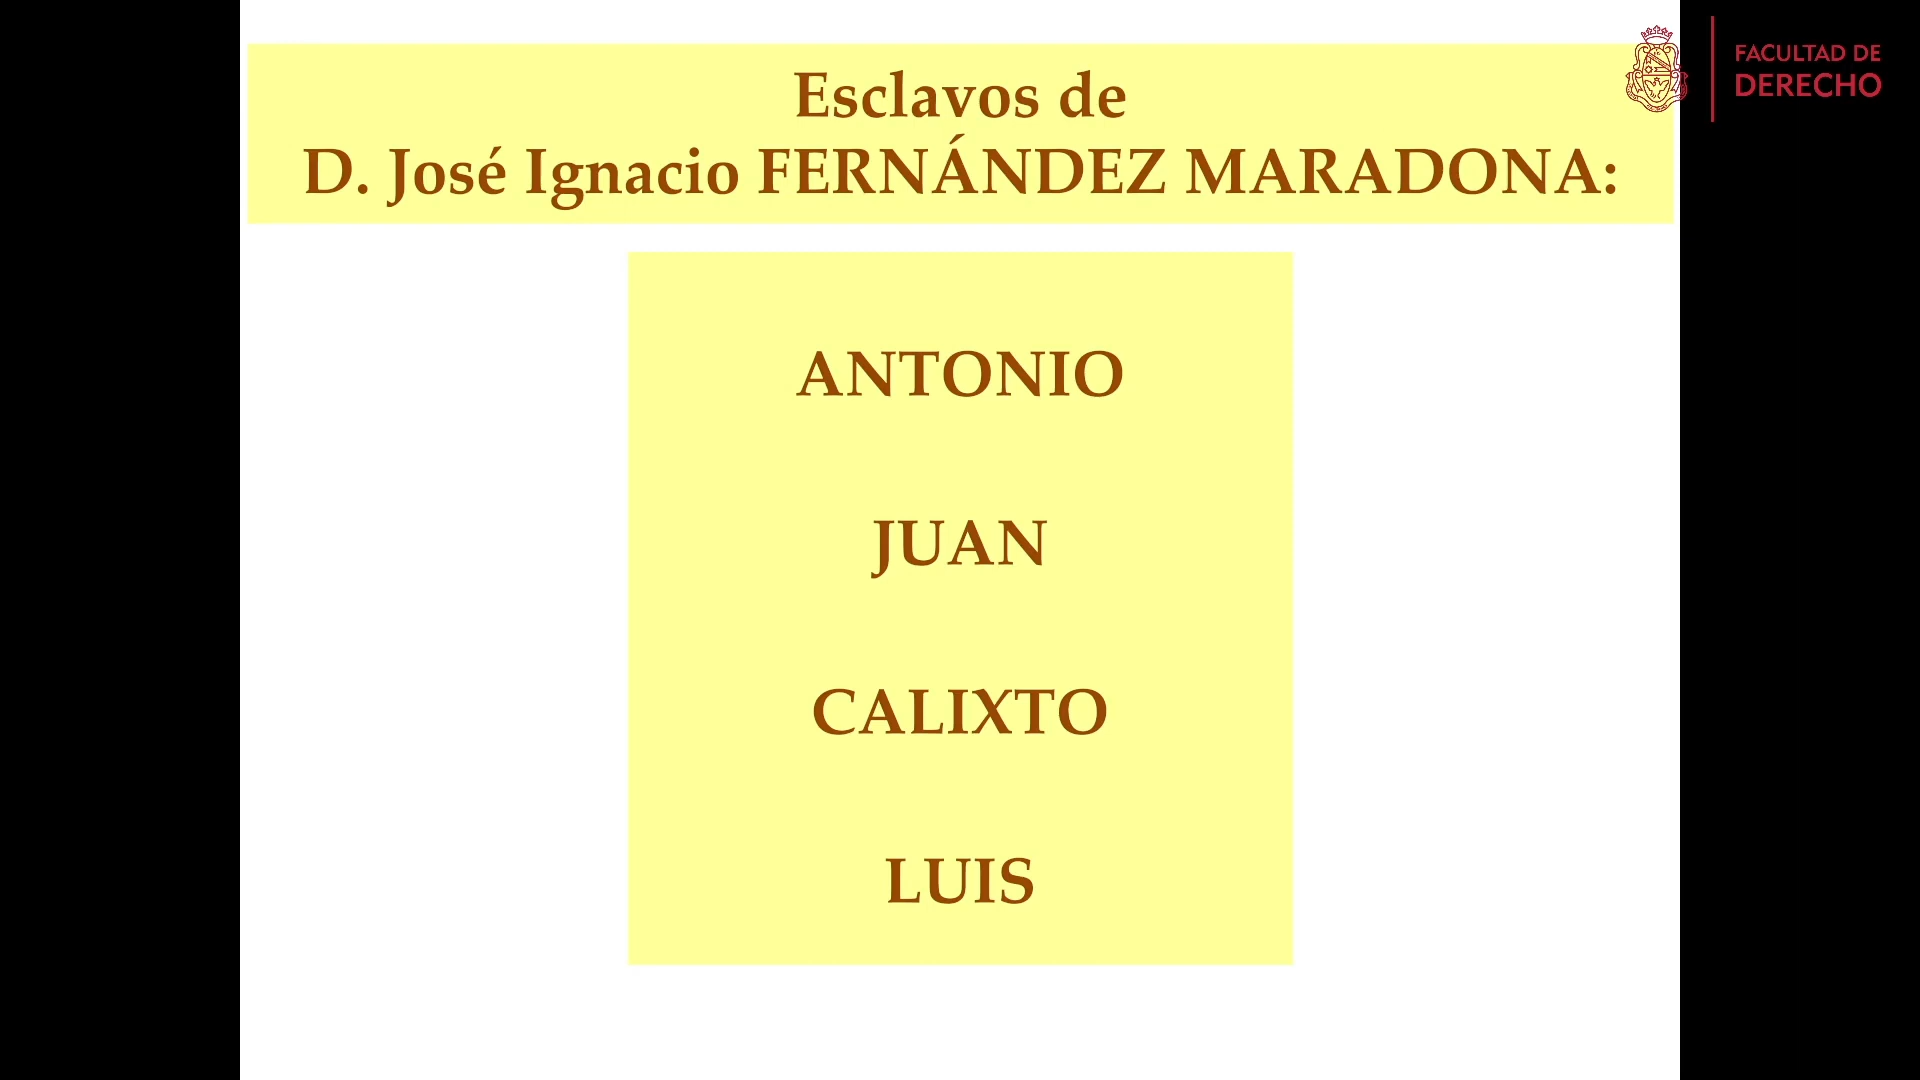 Esclavos de
D. José Ignacio FERNÁNDEZ MARADONA:
ANTONIO
JUAN
CALIXTO
LUIS
FACULTAD DE
DERECHO